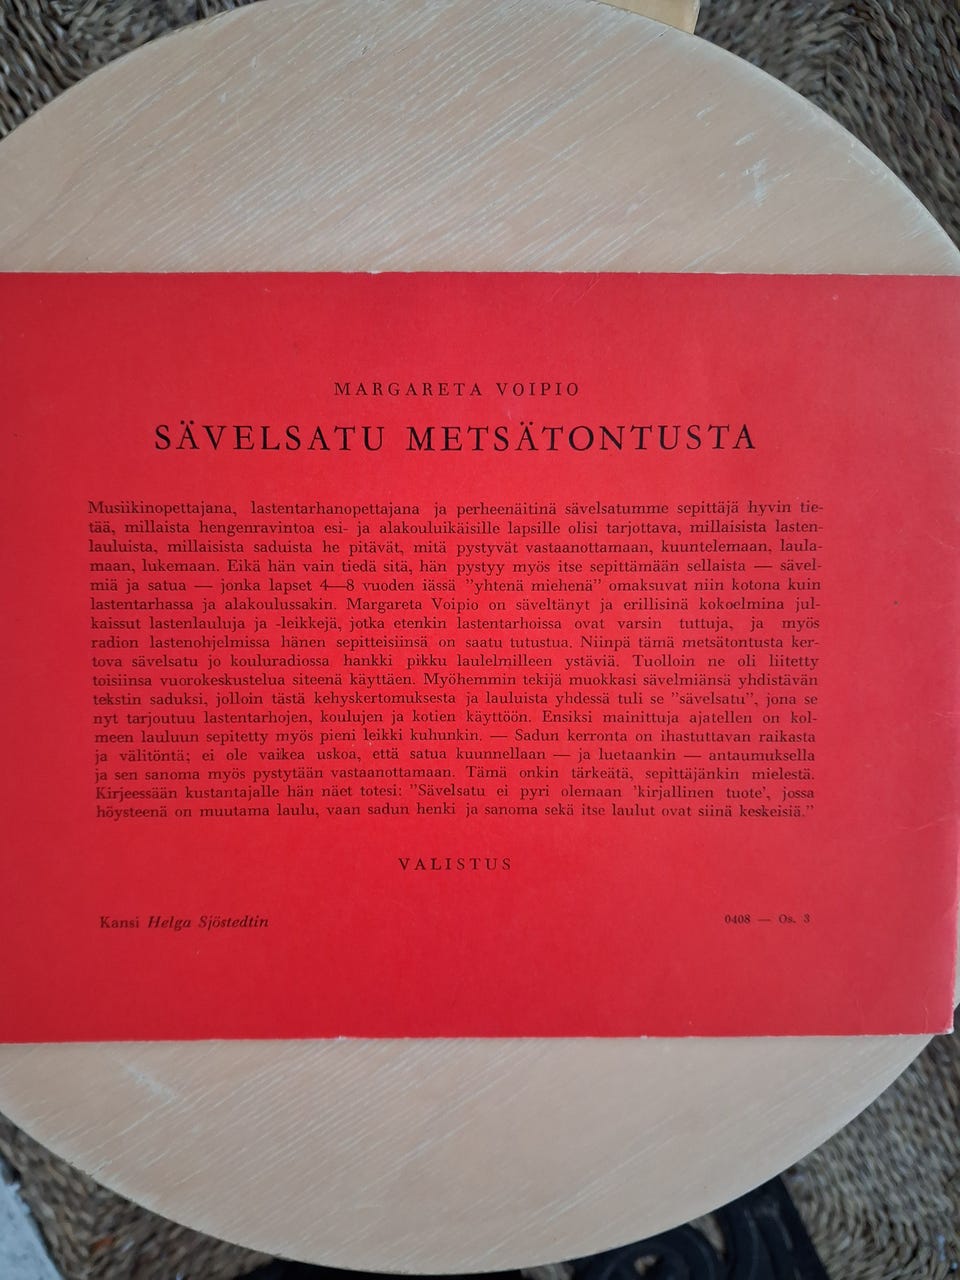 MARGARETA VOIPIO
SÄVELSATU METSÄTONTUSTA
Musiikinopettajana, lastentarhanopettajana ja perheenäitinä sävelsatumme sepittäjä hyvin tie-
tää, millaista hengenravintoa esi- ja alakouluikäisille lapsille olisi tarjottava, millaisista lasten-
lauluista, millaisista saduista he pitävät, mitä pystyvät vastaanottamaan, kuuntelemaan, laula-
maan, lukemaan. Eikä hän vain tiedä sitä, hän pystyy myös itse sepittämään sellaista — sävel-
miä ja satua — jonka lapset 4—8 vuoden iässä "yhtenä miehenä" omaksuvat niin kotona kuin
lastentarhassa ja alakoulussakin. Margareta Voipio on säveltänyt ja erillisinä kokoelmina jul-
kaissut lastenlauluja ja -leikkejä, jotka etenkin lastentarhoissa ovat varsin tuttuja, ja myös
radion lastenohjelmissa hänen sepitteisiinsä on saatu tutustua. Niinpä tämä metsätontusta ker-
tova sävelsatu jo kouluradiossa hankki pikku laulelmilleen ystäviä. Tuolloin ne oli liitetty
toisiinsa vuorokeskustelua siteenä käyttäen. Myöhemmin tekijä muokkasi sävelmiänsä yhdistävän
tekstin saduksi, jolloin tästä kehyskertomuksesta ja lauluista yhdessä tuli se "sävelsatu", jona se
nyt tarjoutuu lastentarhojen, koulujen ja kotien käyttöön. Ensiksi mainittuja ajatellen on kol-
meen lauluun sepitetty myös pieni leikki kuhunkin. — Sadun kerronta on ihastuttavan raikasta
ja välitöntä; ei ole vaikea uskoa, että satua kuunnellaan — ja luetaankin — antaumuksella
ja sen sanoma myös pystytään vastaanottamaan. Tämä onkin tärkeätä, sepittäjänkin mielestä.
Kirjeessään kustantajalle hän näet totesi: "Sävelsatu ei pyri olemaan 'kirjallinen tuote', jossa
höysteenä on muutama laulu, vaan sadun henki ja sanoma sekä itse laulut ovat siinä keskeisiä."
VALISTUS
Kansi Helga Sjöstedtin
0408 — Os. 3